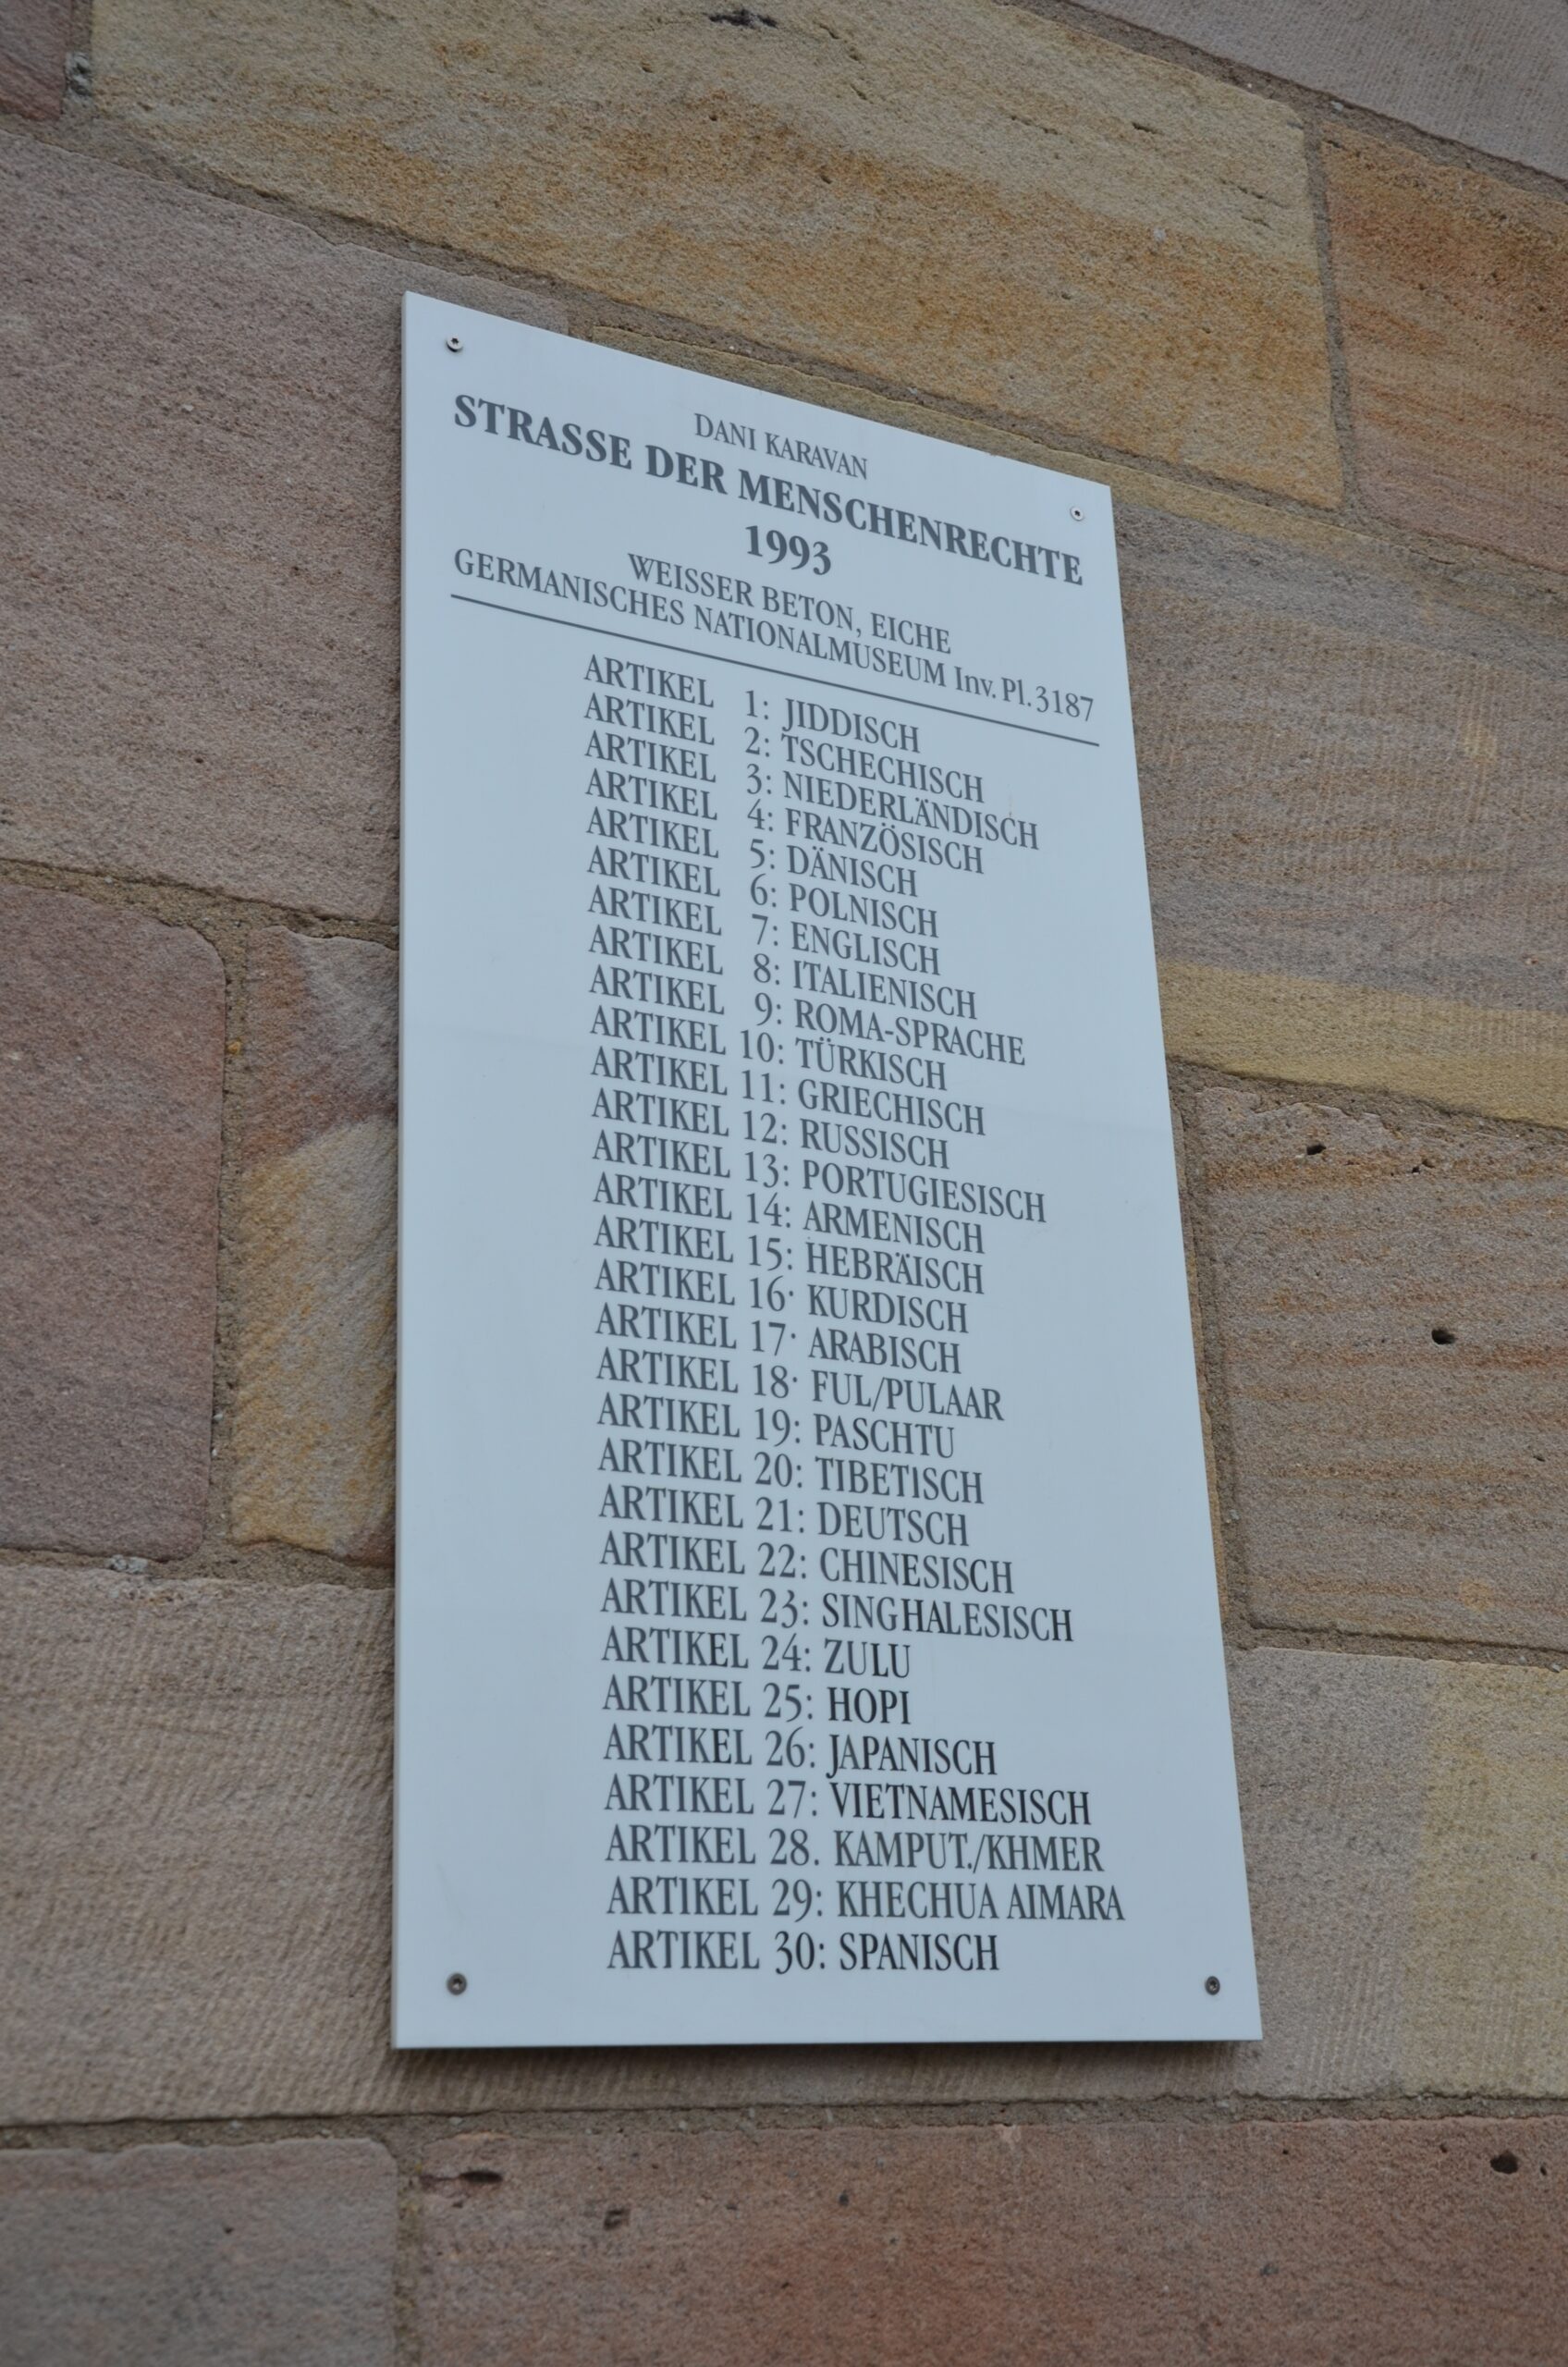 DANI KARAVAN
STRASSE DER MENSCHENRECHTE
1993
WEISSER BETON, EICHE
GERMANISCHES NATIONALMUSEUM Inv. Pl. 3187
ARTIKEL 1: JIDDISCH
ARTIKEL 2: TSCHECHISCH
ARTIKEL 3: NIEDERLÄNDISCH
ARTIKEL 4: FRANZÖSISCH
ARTIKEL 5: DÄNISCH
ARTIKEL 6: POLNISCH
ARTIKEL 7: ENGLISCH
ARTIKEL 8: ITALIENISCH
ARTIKEL 9: ROMA-SPRACHE
ARTIKEL 10: TÜRKISCH
ARTIKEL 11: GRIECHISCH
ARTIKEL 12: RUSSISCH
ARTIKEL 13: PORTUGIESISCH
ARTIKEL 14: ARMENISCH
ARTIKEL 15: HEBRÄISCH
ARTIKEL 16· KURDISCH
ARTIKEL 17· ARABISCH
ARTIKEL 18· FUL/PULAAR
ARTIKEL 19: PASCHTU
ARTIKEL 20: TIBETISCH
ARTIKEL 21: DEUTSCH
ARTIKEL 22: CHINESISCH
ARTIKEL 23: SINGHALESISCH
ARTIKEL 24: ZULU
ARTIKEL 25: HOPI
ARTIKEL 26: JAPANISCH
ARTIKEL 27: VIETNAMESISCH
ARTIKEL 28. KAMPUT./KHMER
ARTIKEL 29: KHECHUA AIMARA
ARTIKEL 30: SPANISCH